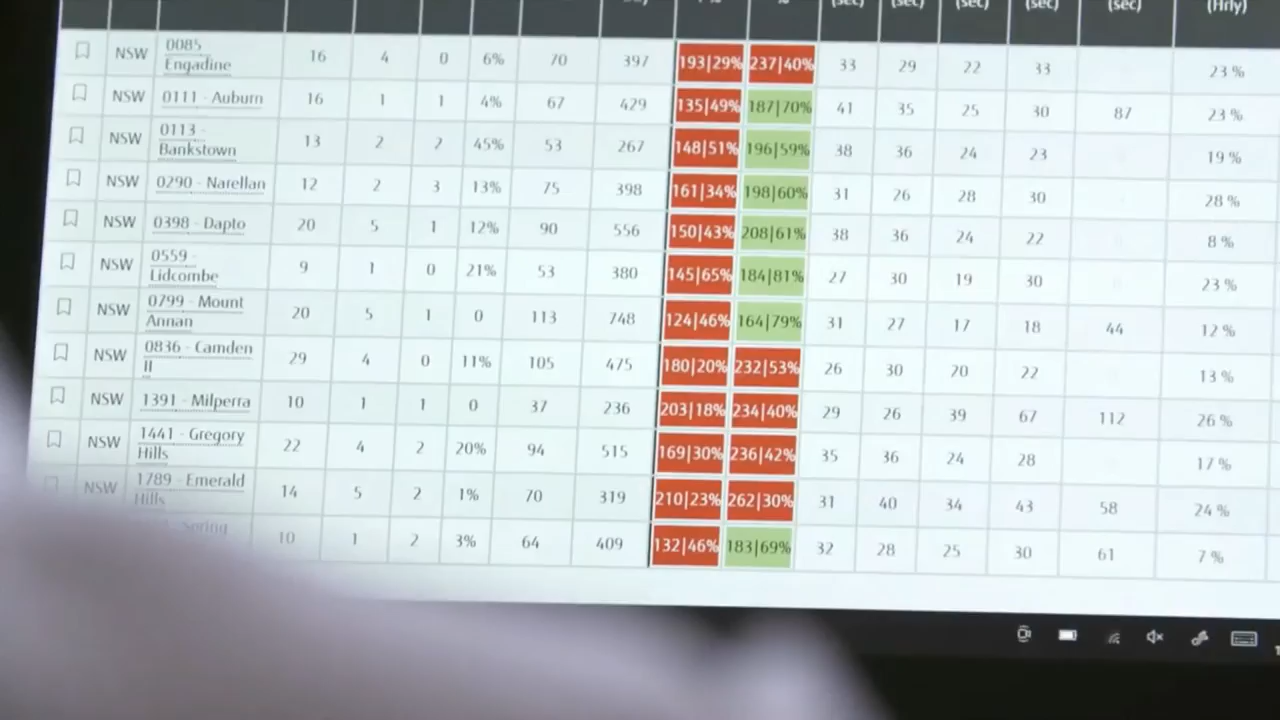 (sec) (sec) (sec) (sec) (sec) (Hrly)
NSW 0085 Engadine 16 4 0 6% 70 397 193|29% 237|40% 33 29 22 33 23 %
NSW 0111 - Auburn 16 1 1 4% 67 429 135|49% 187|70% 41 35 25 30 87 23 %
NSW 0113 - Bankstown 13 2 2 45% 53 267 148|51% 196|59% 38 36 24 23 19 %
NSW 0290 - Narellan 12 2 3 13% 75 398 161|34% 198|60% 31 26 28 30 28 %
NSW 0398 - Dapto 20 5 1 12% 90 556 150|43% 208|61% 38 36 24 22 8 %
NSW 0559 - Lidcombe 9 1 0 21% 53 380 145|65% 184|81% 27 30 19 30 23 %
NSW 0799 - Mount Annan 20 5 1 0 113 748 124|46% 164|79% 31 27 17 18 44 12 %
NSW 0836 - Camden II 29 4 0 11% 105 475 180|20% 232|53% 26 30 20 22 13 %
NSW 1391 - Milperra 10 1 1 0 37 236 203|18% 234|40% 29 26 39 67 112 26 %
NSW 1441 - Gregory Hills 22 4 2 20% 94 515 169|30% 236|42% 35 36 24 28 17 %
NSW 1789 - Emerald Hills 14 5 2 1% 70 319 210|23% 262|30% 31 40 34 43 58 24 %
Spring 10 1 2 3% 64 409 132|46% 183|69% 32 28 25 30 61 7 %